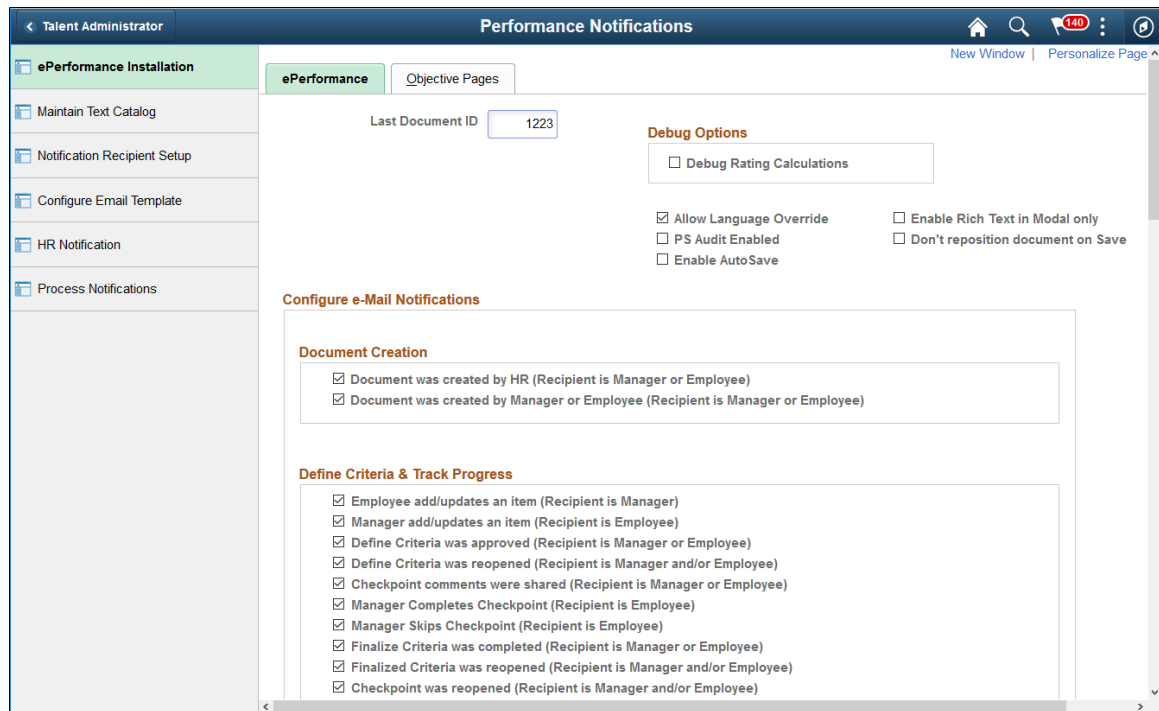 Talent Administrator
Performance Notifications
140
New Window | Personalize Page
ePerformance Installation
Maintain Text Catalog
Notification Recipient Setup
Configure Email Template
HR Notification
Process Notifications
ePerformance
Objective Pages
Last Document ID 1223
Debug Options
Debug Rating Calculations
Allow Language Override
Enable Rich Text in Modal only
PS Audit Enabled
Don't reposition document on Save
Enable AutoSave
Configure e-Mail Notifications
Document Creation
Document was created by HR (Recipient is Manager or Employee)
Document was created by Manager or Employee (Recipient is Manager or Employee)
Define Criteria & Track Progress
Employee add/updates an item (Recipient is Manager)
Manager add/updates an item (Recipient is Employee)
Define Criteria was approved (Recipient is Manager or Employee)
Define Criteria was reopened (Recipient is Manager and/or Employee)
Checkpoint comments were shared (Recipient is Manager or Employee)
Manager Completes Checkpoint (Recipient is Employee)
Manager Skips Checkpoint (Recipient is Employee)
Finalize Criteria was completed (Recipient is Manager or Employee)
Finalized Criteria was reopened (Recipient is Manager and/or Employee)
Checkpoint was reopened (Recipient is Manager and/or Employee)